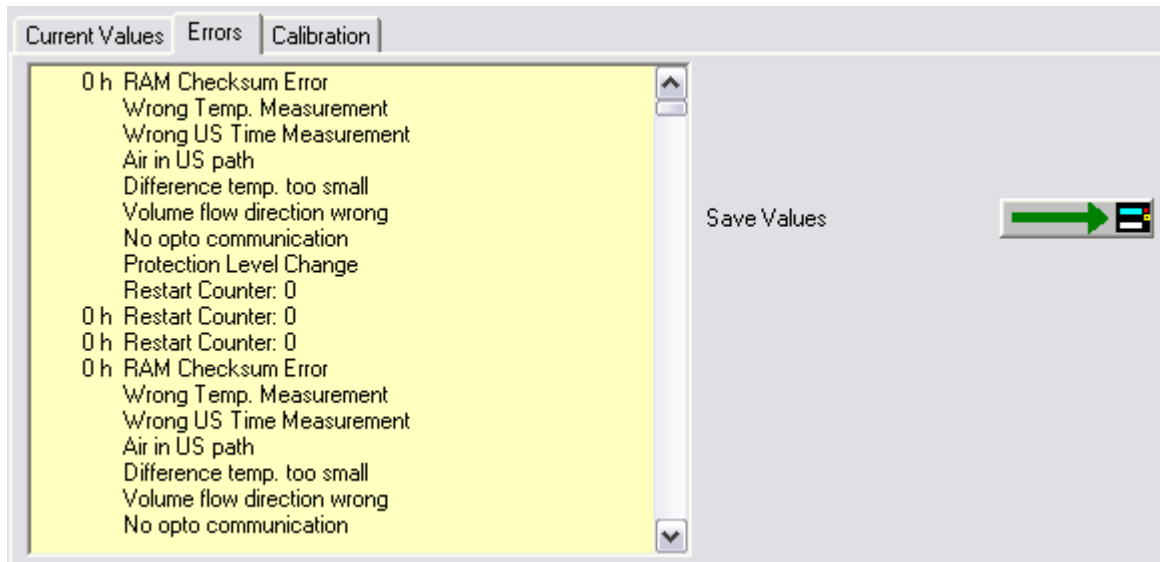 Current Values Errors Calibration
0 h RAM Checksum Error
Wrong Temp. Measurement
Wrong US Time Measurement
Air in US path
Difference temp. too small
Volume flow direction wrong
No opto communication
Protection Level Change
Restart Counter: 0
0 h Restart Counter: 0
0 h Restart Counter: 0
0 h RAM Checksum Error
Wrong Temp. Measurement
Wrong US Time Measurement
Air in US path
Difference temp. too small
Volume flow direction wrong
No opto communication
Save Values